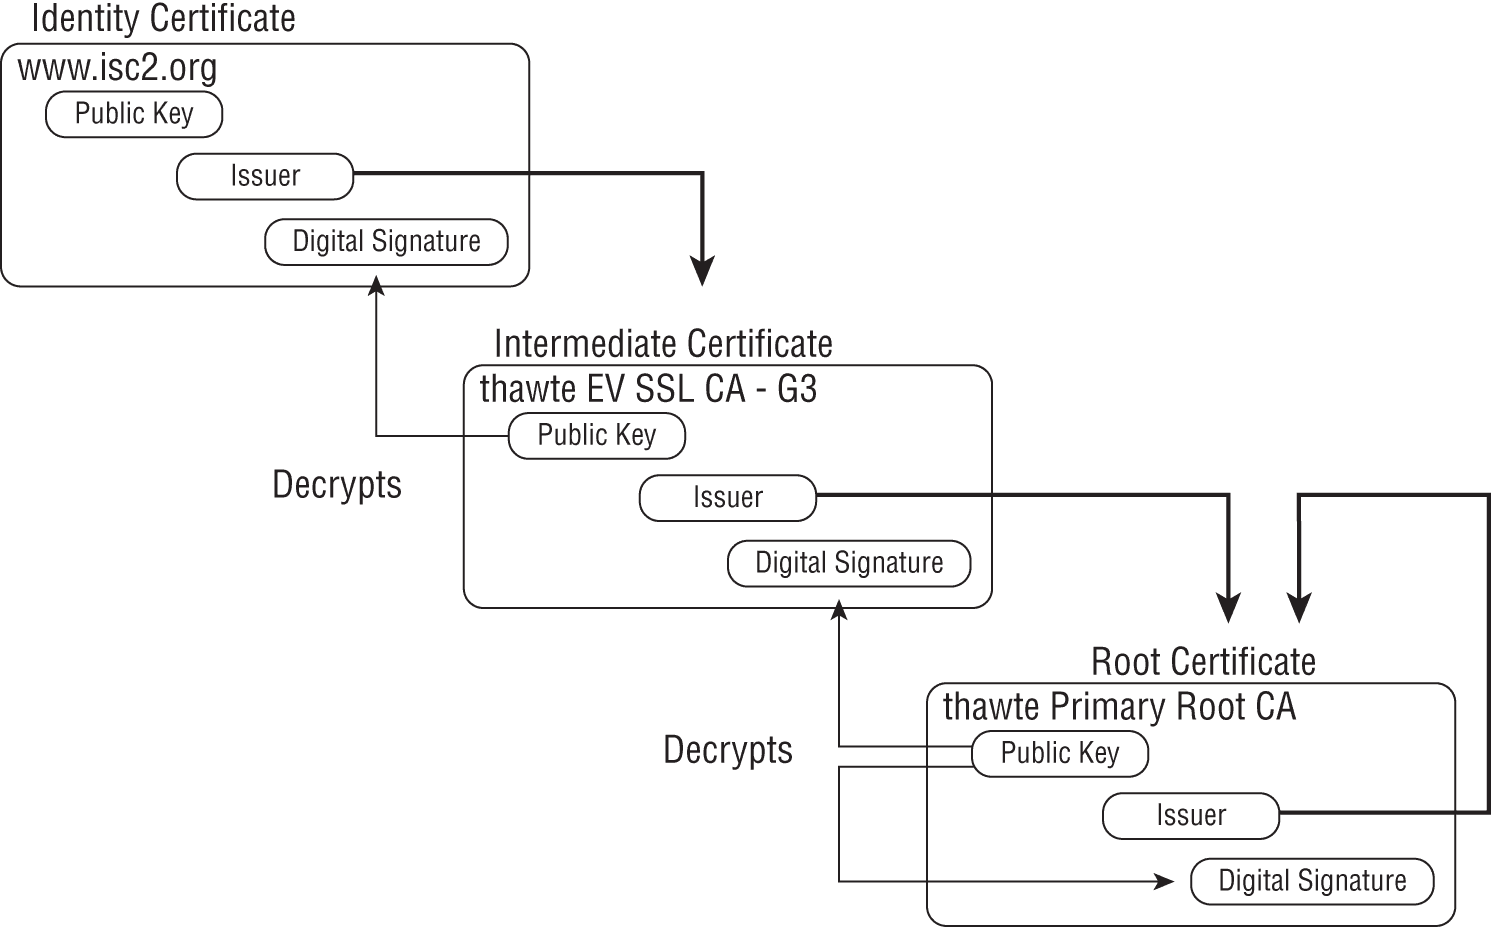 Identity Certificate
www.isc2.org
Public Key
Issuer
Digital Signature
Intermediate Certificate
thawte EV SSL CA - G3
Public Key
Decrypts
Issuer
Digital Signature
Root Certificate
thawte Primary Root CA
Decrypts
Public Key
Issuer
Digital Signature